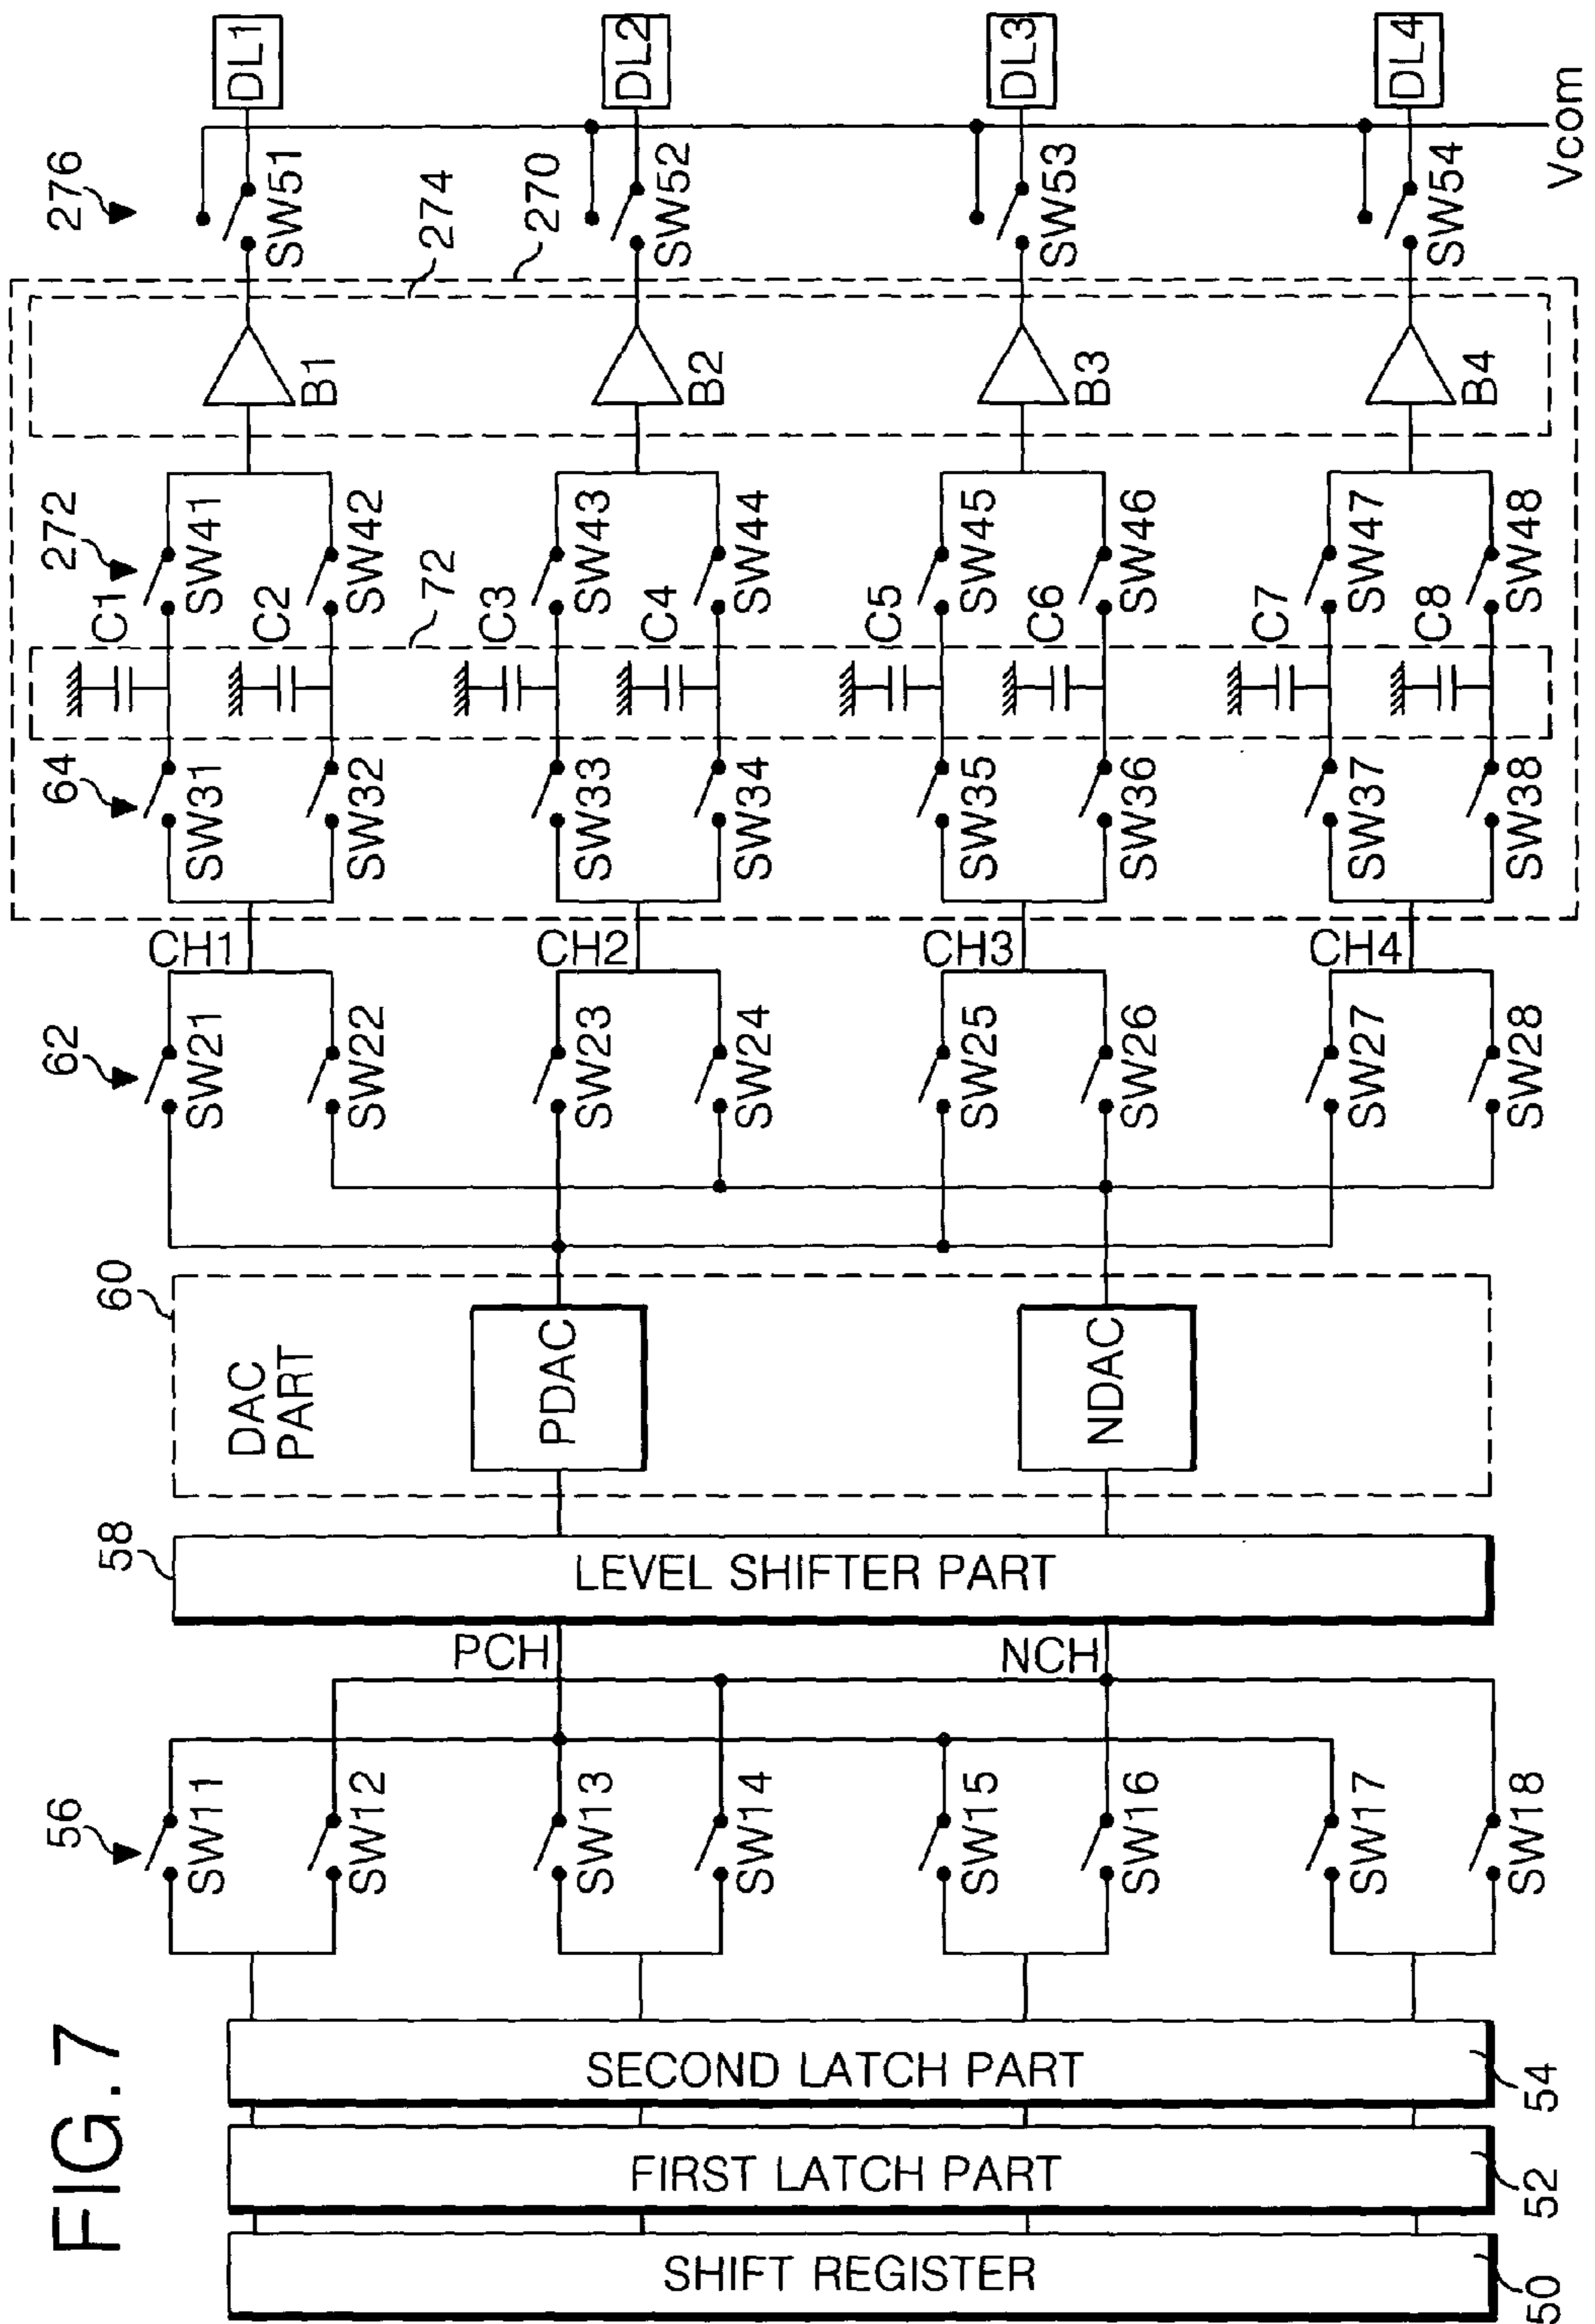 FIG. 7
SHIFT REGISTER
50
FIRST LATCH PART
52
SECOND LATCH PART
54
56
SW11
SW12
SW13
SW14
SW15
SW16
SW17
SW18
PCH
NCH
58
LEVEL SHIFTER PART
60
DAC
PART
PDAC
NDAC
62
SW21
SW22
SW23
SW24
SW25
SW26
SW27
SW28
CH1
CH2
CH3
CH4
64
SW31
SW32
SW33
SW34
SW35
SW36
SW37
SW38
C1
C2
C3
C4
C5
C6
C7
C8
72
272
SW41
SW42
SW43
SW44
SW45
SW46
SW47
SW48
B1
B2
B3
B4
274
270
276
SW51
SW52
SW53
SW54
DL1
DL2
DL3
DL4
Vcom